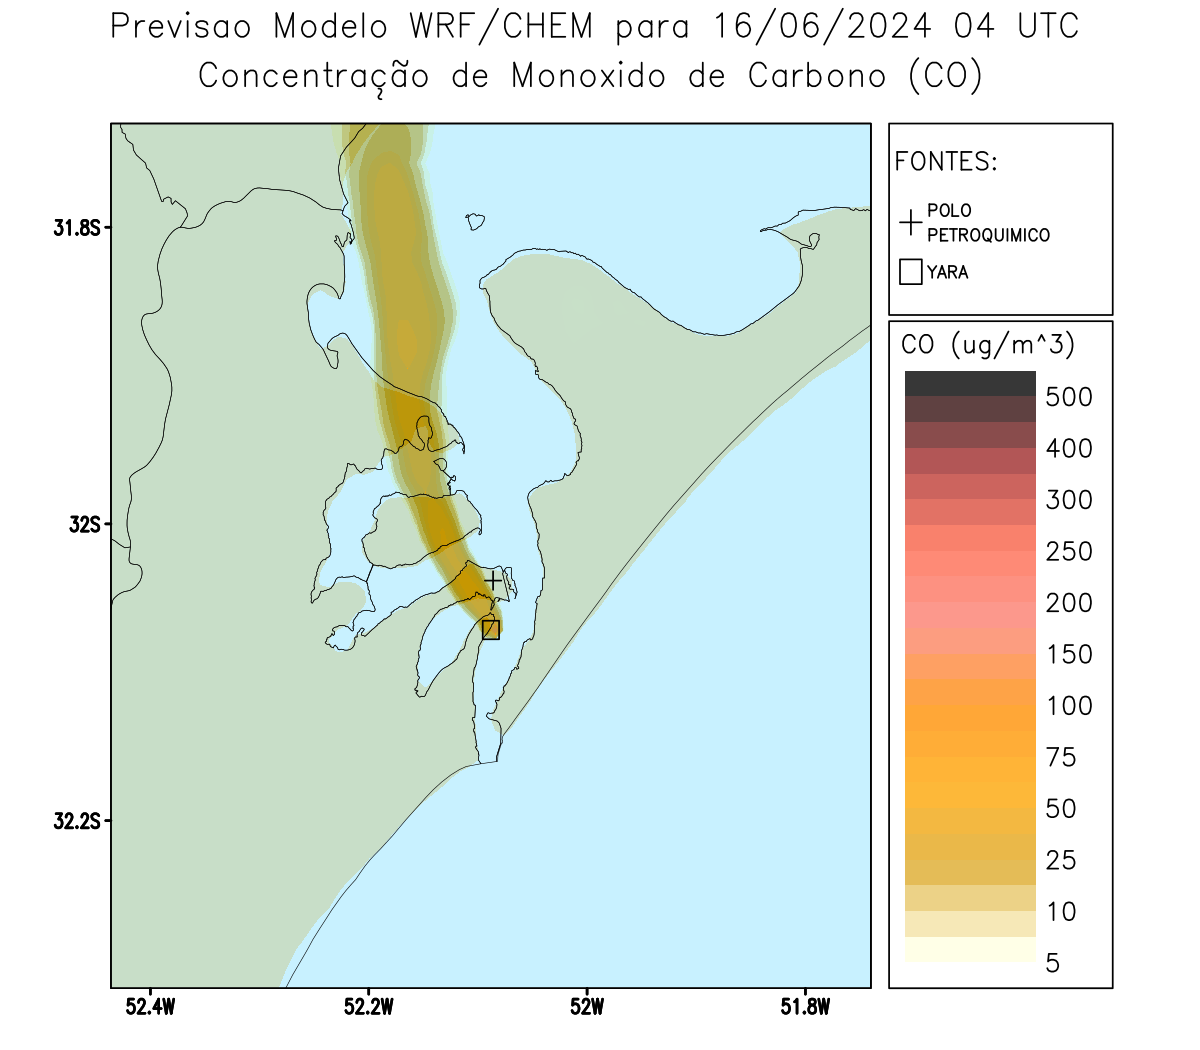 Previsao Modelo WRF/CHEM para 16/06/2024 04 UTC
Concentração de Monoxido de Carbono (CO)
FONTES:
POLO
PETROQUIMICO
YARA
CO (ug/m^3)
500
400
300
250
200
150
100
75
50
25
10
5
31.8S
32S
32.2S
52.4W
52.2W
52W
51.8W